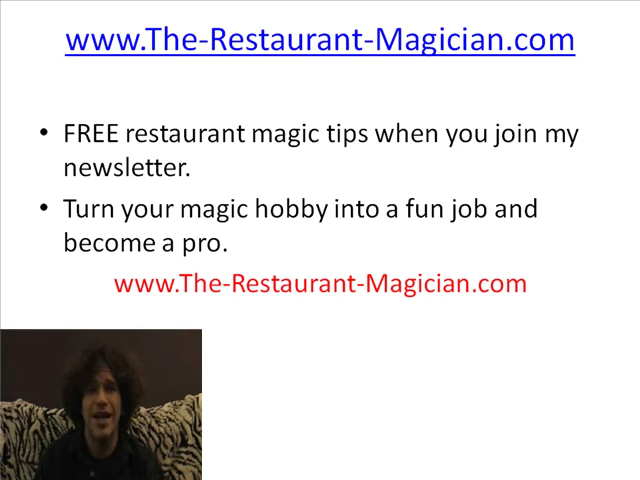 www.The-Restaurant-Magician.com
• FREE restaurant magic tips when you join my
newsletter.
• Turn your magic hobby into a fun job and
become a pro.
www.The-Restaurant-Magician.com